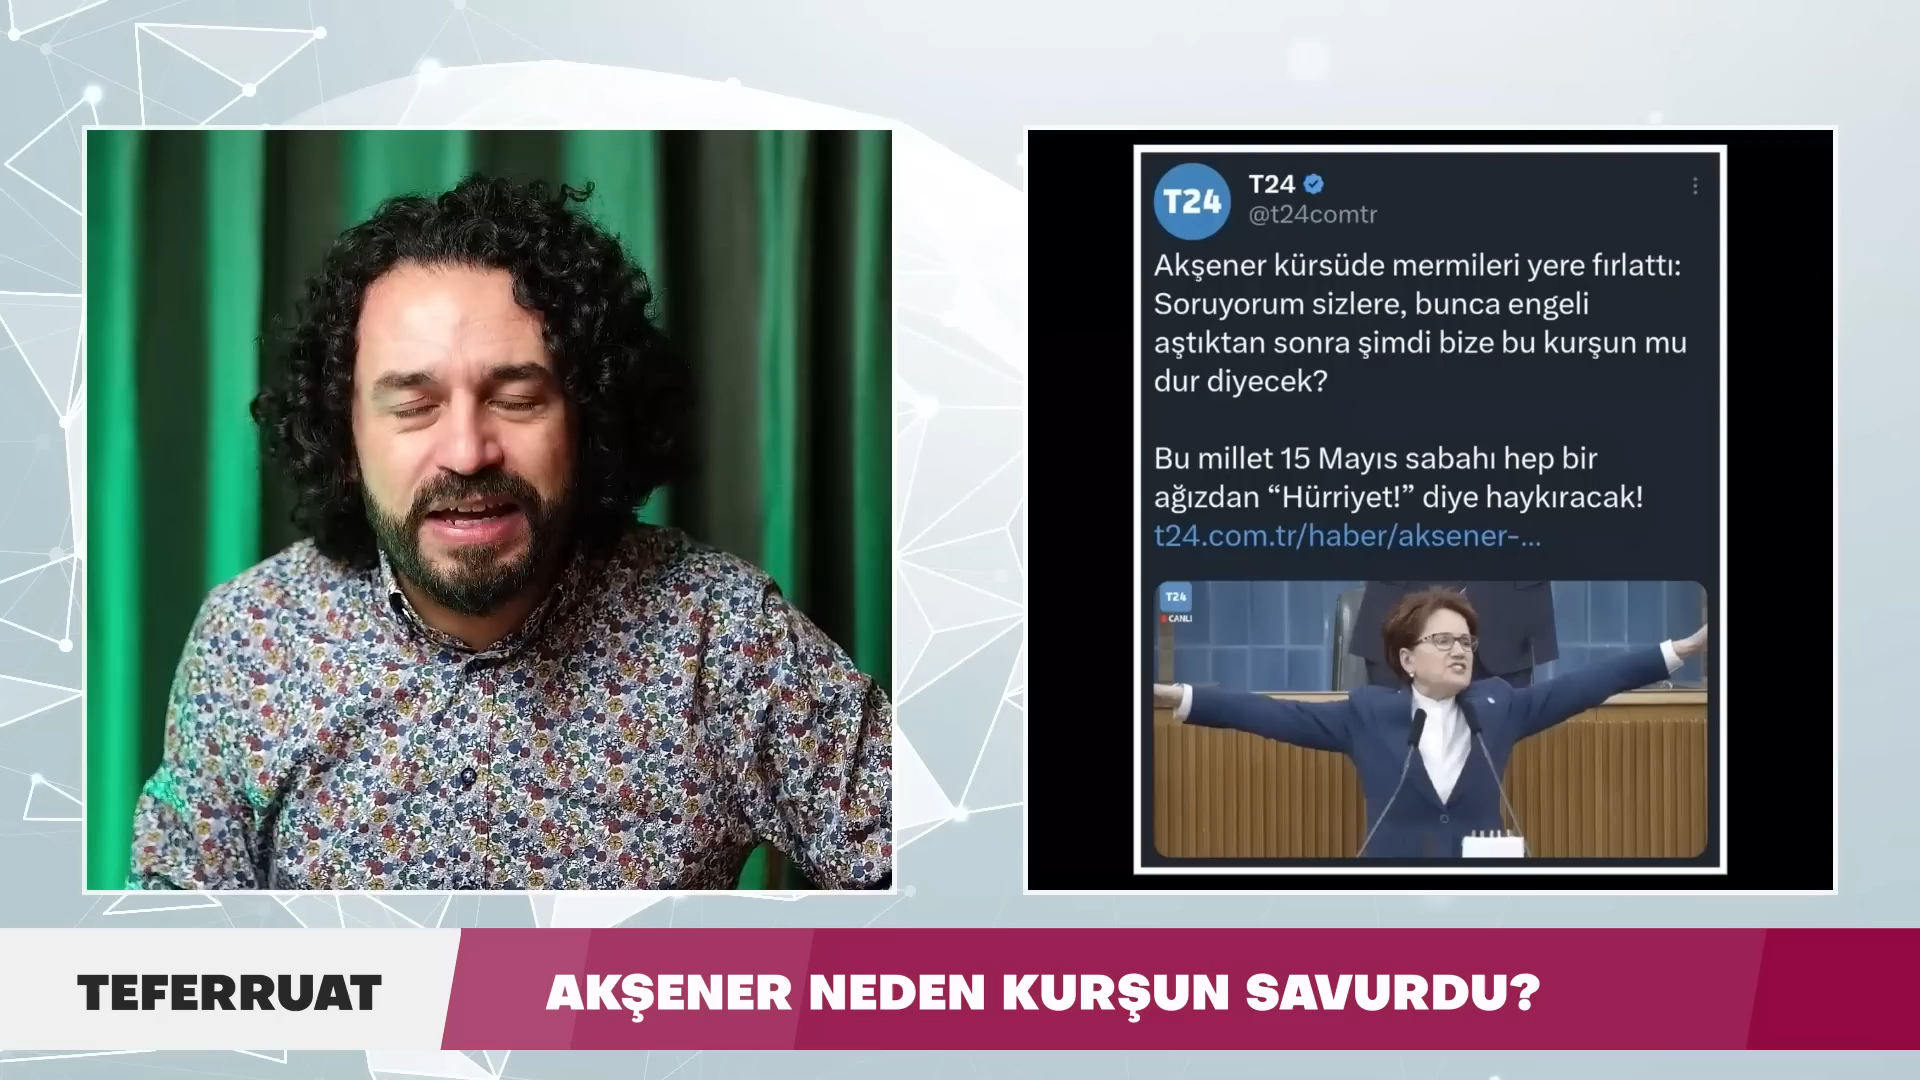 T24
T24
@t24comtr
Akşener kürsüde mermileri yere fırlattı:
Soruyorum sizlere, bunca engeli
aştıktan sonra şimdi bize bu kurşun mu
dur diyecek?
Bu millet 15 Mayıs sabahı hep bir
ağızdan “Hürriyet!” diye haykıracak!
t24.com.tr/haber/aksener-...
T24
CANLI
TEFERRUAT
AKŞENER NEDEN KURŞUN SAVURDU?